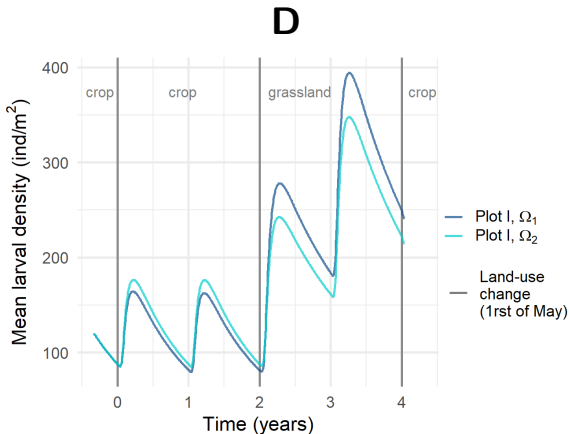 D
Mean larval density (ind/m²)
400
300
200
100
crop
crop
grassland
crop
0
1
2
3
4
Time (years)
Plot I, Ω₁
Plot I, Ω₂
Land-use
change
(1rst of May)